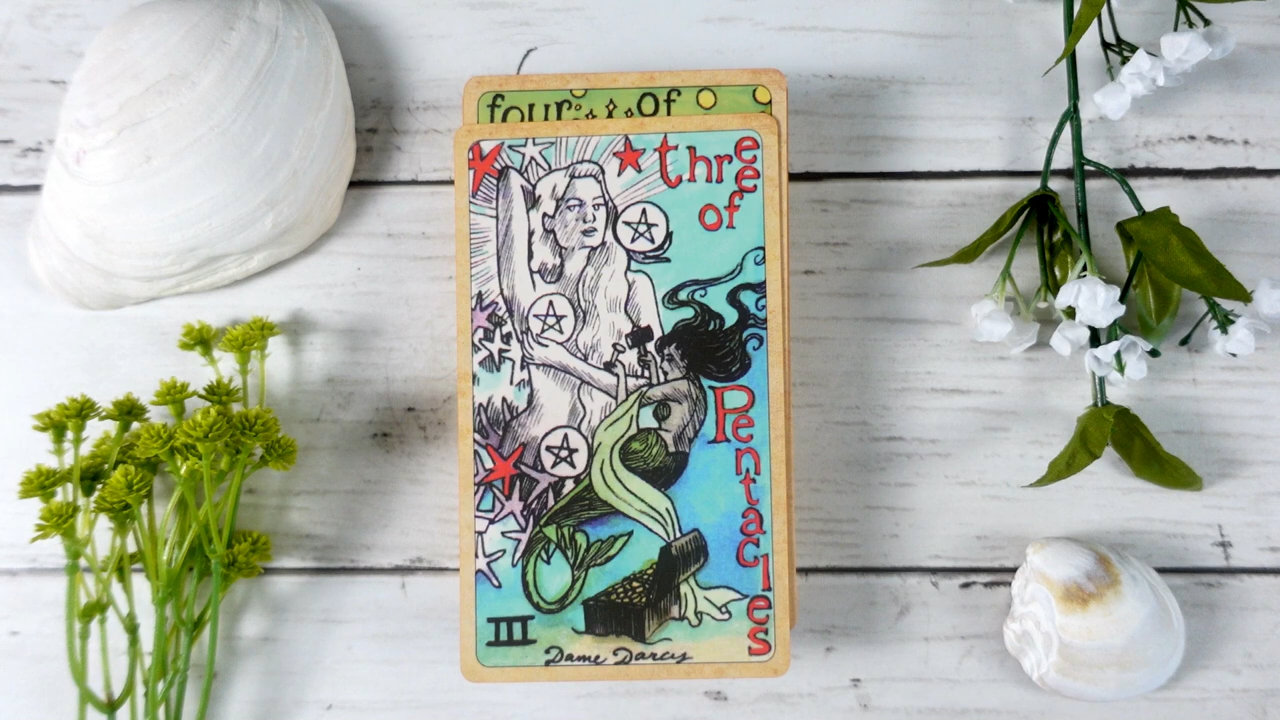 four of
three
of
Pentacles
III
Dame Darcy